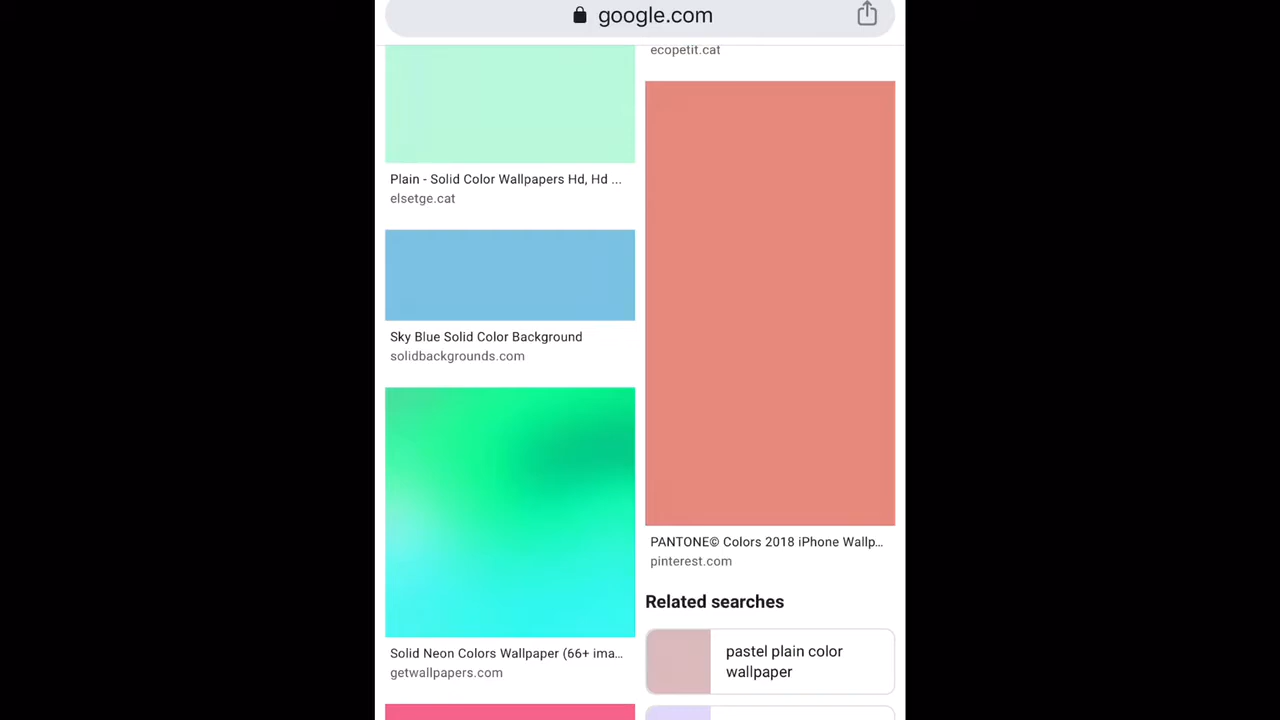 google.com
Plain - Solid Color Wallpapers Hd, Hd ...
elsetge.cat
Sky Blue Solid Color Background
solidbackgrounds.com
Solid Neon Colors Wallpaper (66+ ima...
getwallpapers.com
ecopetit.cat
PANTONE© Colors 2018 iPhone Wallp...
pinterest.com
Related searches
pastel plain color
wallpaper